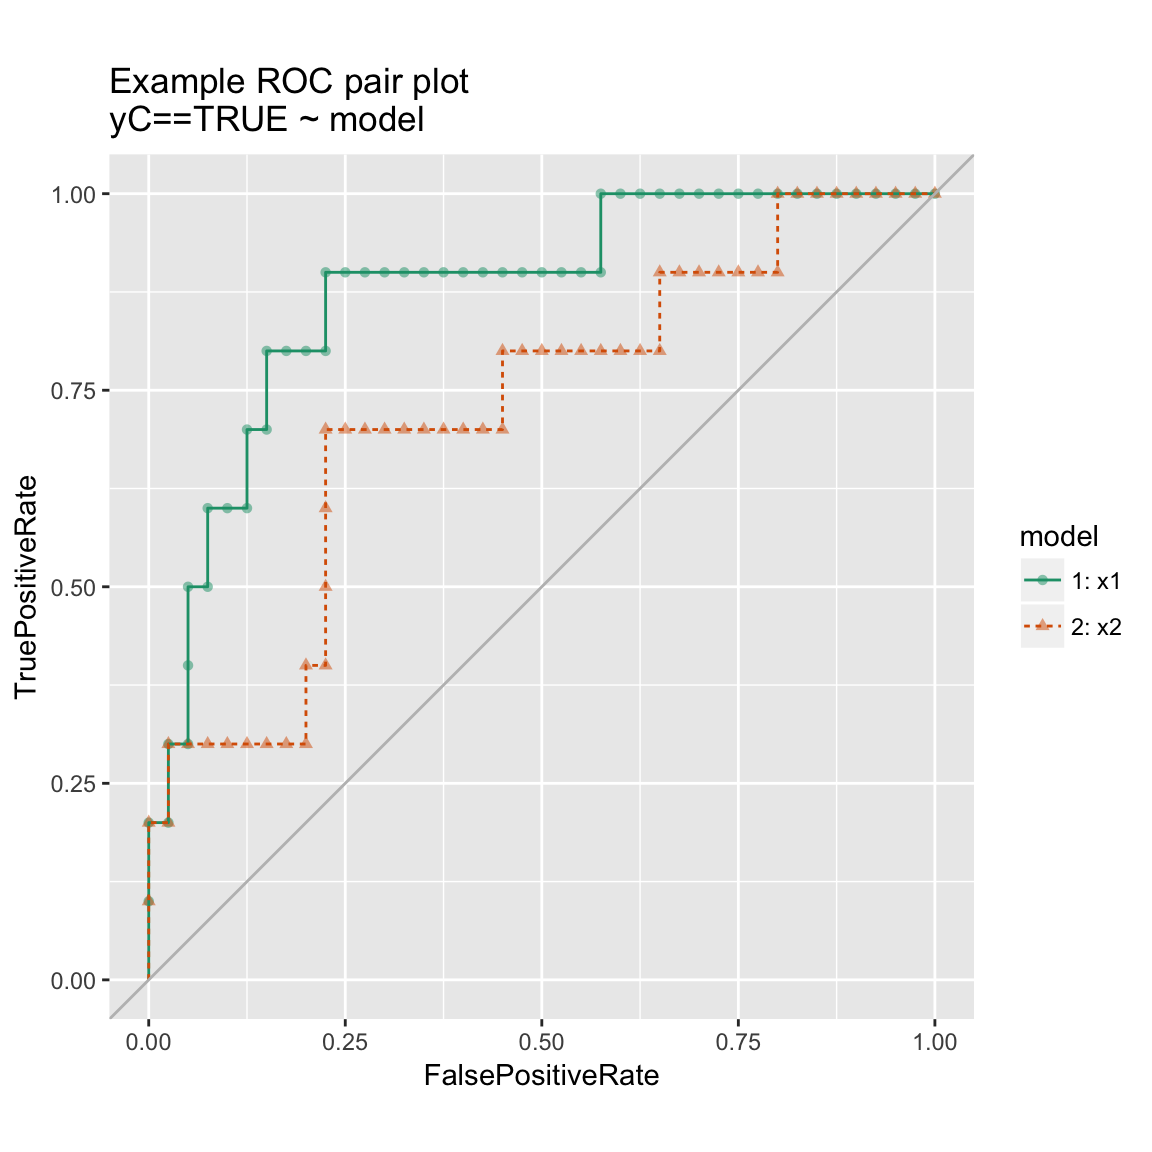 Example ROC pair plot
yC==TRUE ~ model
1.00
0.75
0.50
0.25
0.00
TruePositiveRate
0.00 0.25 0.50 0.75 1.00
FalsePositiveRate
model
1: x1
2: x2